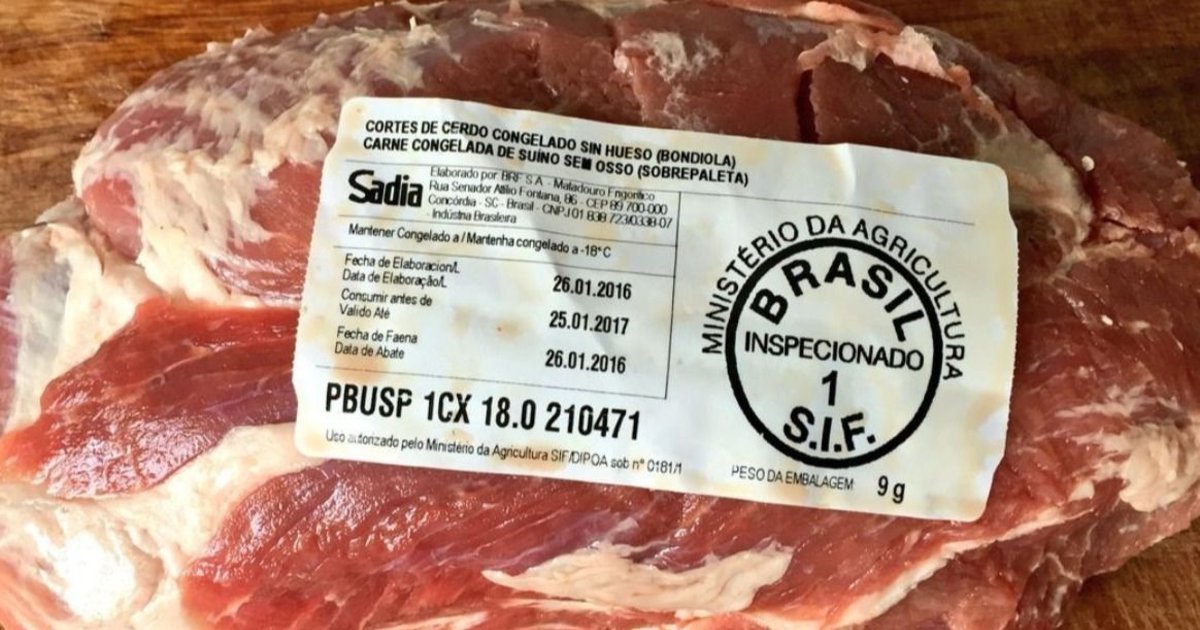 CORTES DE CERDO CONGELADO SIN HUESO (BONDIOLA)
CARNE CONGELADA DE SUÍNO SEM OSSO (SOBREPALETA)
Sadia
Elaborado por: BRF S.A - Matadouro Frigorífico
Rua Senador Attilio Fontana, 86 - CEP 89 700-000
Concórdia - SC - Brasil - CNPJ 01 838 723/0338-07
- Indústria Brasileira
Mantener Congelado a / Mantenha congelado a -18°C
Fecha de Elaboracion/L
Data de Elaboração/L
26.01.2016
Consumir antes de
Valido Até
25.01.2017
Fecha de Faena
Data de Abate
26.01.2016
PBUSP 1CX 18.0 210471
Uso autorizado pelo Ministério da Agricultura SIF/DIPOA sob n° 0181/1
MINISTÉRIO DA AGRICULTURA
BRASIL
INSPECIONADO
1
S.I.F.
PESO DA EMBALAGEM 9 g